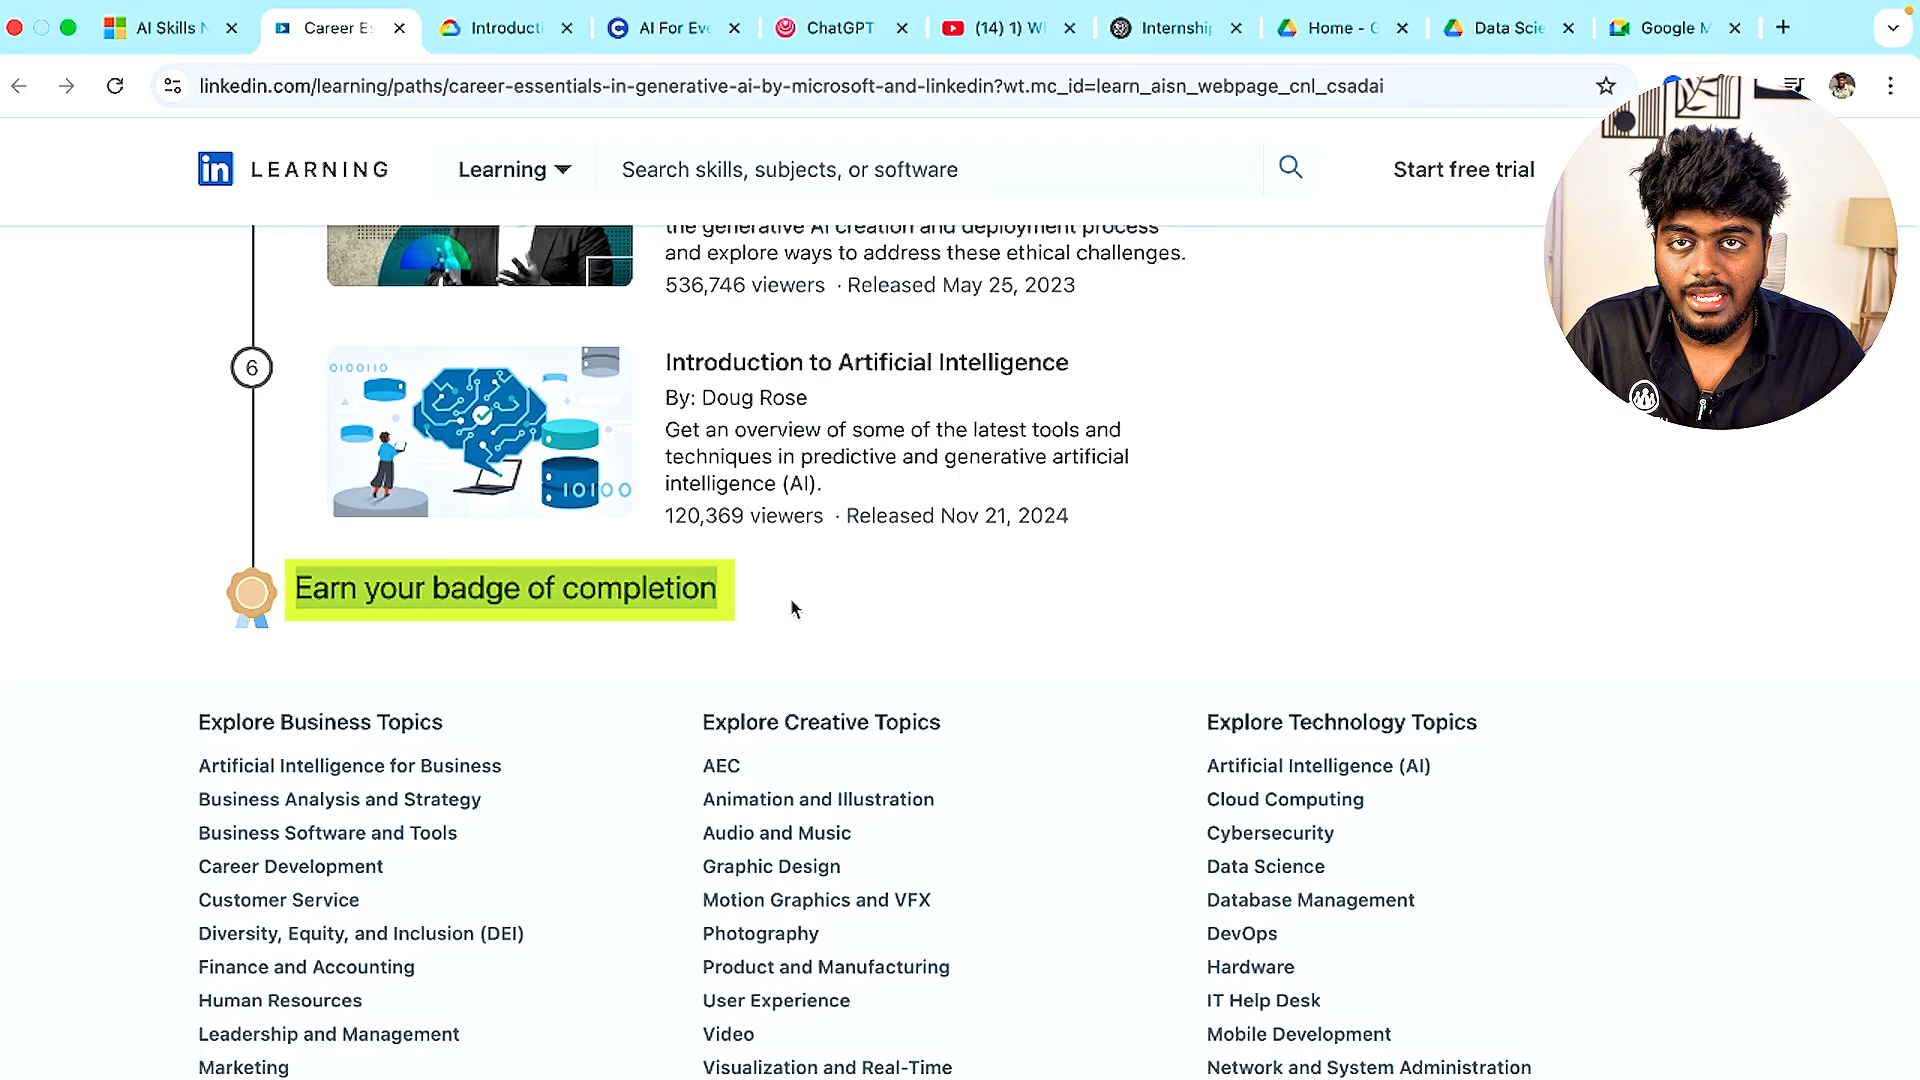 AI Skills N
Career Es
Introducti
AI For Eve
ChatGPT
(14) 1) W
Internship
Home - G
Data Scie
Google M
linkedin.com/learning/paths/career-essentials-in-generative-ai-by-microsoft-and-linkedin?wt.mc_id=learn_aisn_webpage_cnl_csadai
in LEARNING
Learning
Search skills, subjects, or software
Start free trial
the generative AI creation and deployment process
and explore ways to address these ethical challenges.
536,746 viewers · Released May 25, 2023
6
0100110
10100
Introduction to Artificial Intelligence
By: Doug Rose
Get an overview of some of the latest tools and
techniques in predictive and generative artificial
intelligence (AI).
120,369 viewers · Released Nov 21, 2024
Earn your badge of completion
Explore Business Topics
Artificial Intelligence for Business
Business Analysis and Strategy
Business Software and Tools
Career Development
Customer Service
Diversity, Equity, and Inclusion (DEI)
Finance and Accounting
Human Resources
Leadership and Management
Marketing
Explore Creative Topics
AEC
Animation and Illustration
Audio and Music
Graphic Design
Motion Graphics and VFX
Photography
Product and Manufacturing
User Experience
Video
Visualization and Real-Time
Explore Technology Topics
Artificial Intelligence (AI)
Cloud Computing
Cybersecurity
Data Science
Database Management
DevOps
Hardware
IT Help Desk
Mobile Development
Network and System Administration